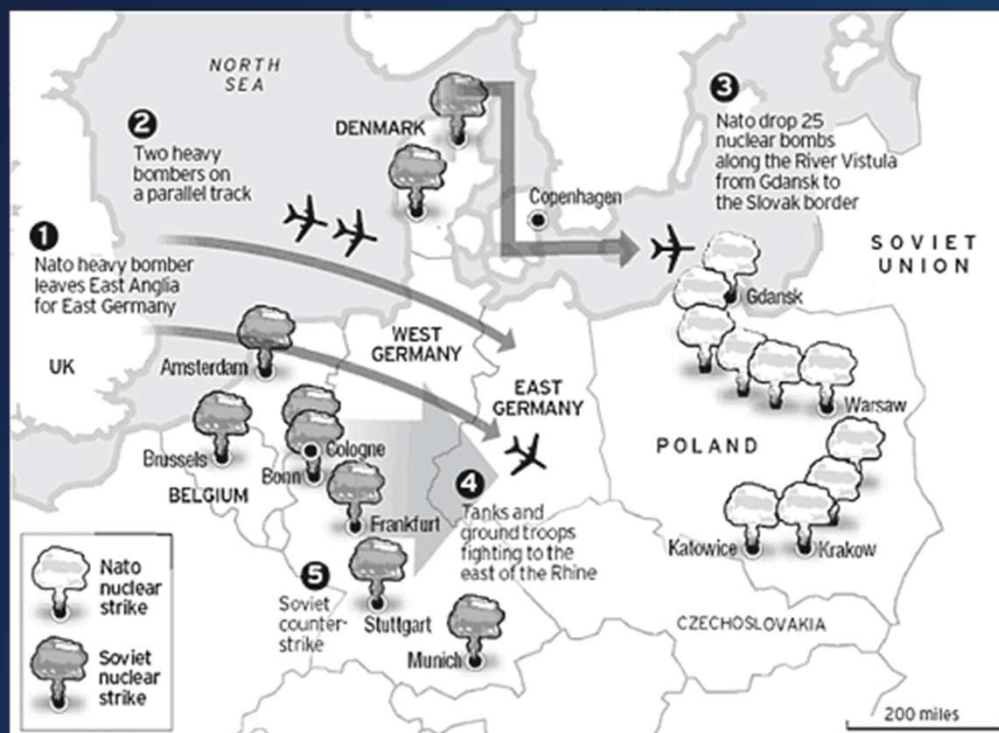 NORTH
SEA
2
Two heavy
bombers on
a parallel track
DENMARK
3
Nato drop 25
nuclear bombs
along the River Vistula
from Gdansk to
the Slovak border
Copenhagen
1
Nato heavy bomber
leaves East Anglia
for East Germany
SOVIET
UNION
Gdansk
UK
Amsterdam
WEST
GERMANY
EAST
GERMANY
Warsaw
POLAND
Brussels
Cologne
Bonn
BELGIUM
Frankfurt
4
Tanks and
ground troops
fighting to the
east of the Rhine
Katowice
Krakow
5
Soviet
counter-
strike
Stuttgart
Munich
CZECHOSLOVAKIA
Nato
nuclear
strike
Soviet
nuclear
strike
200 miles